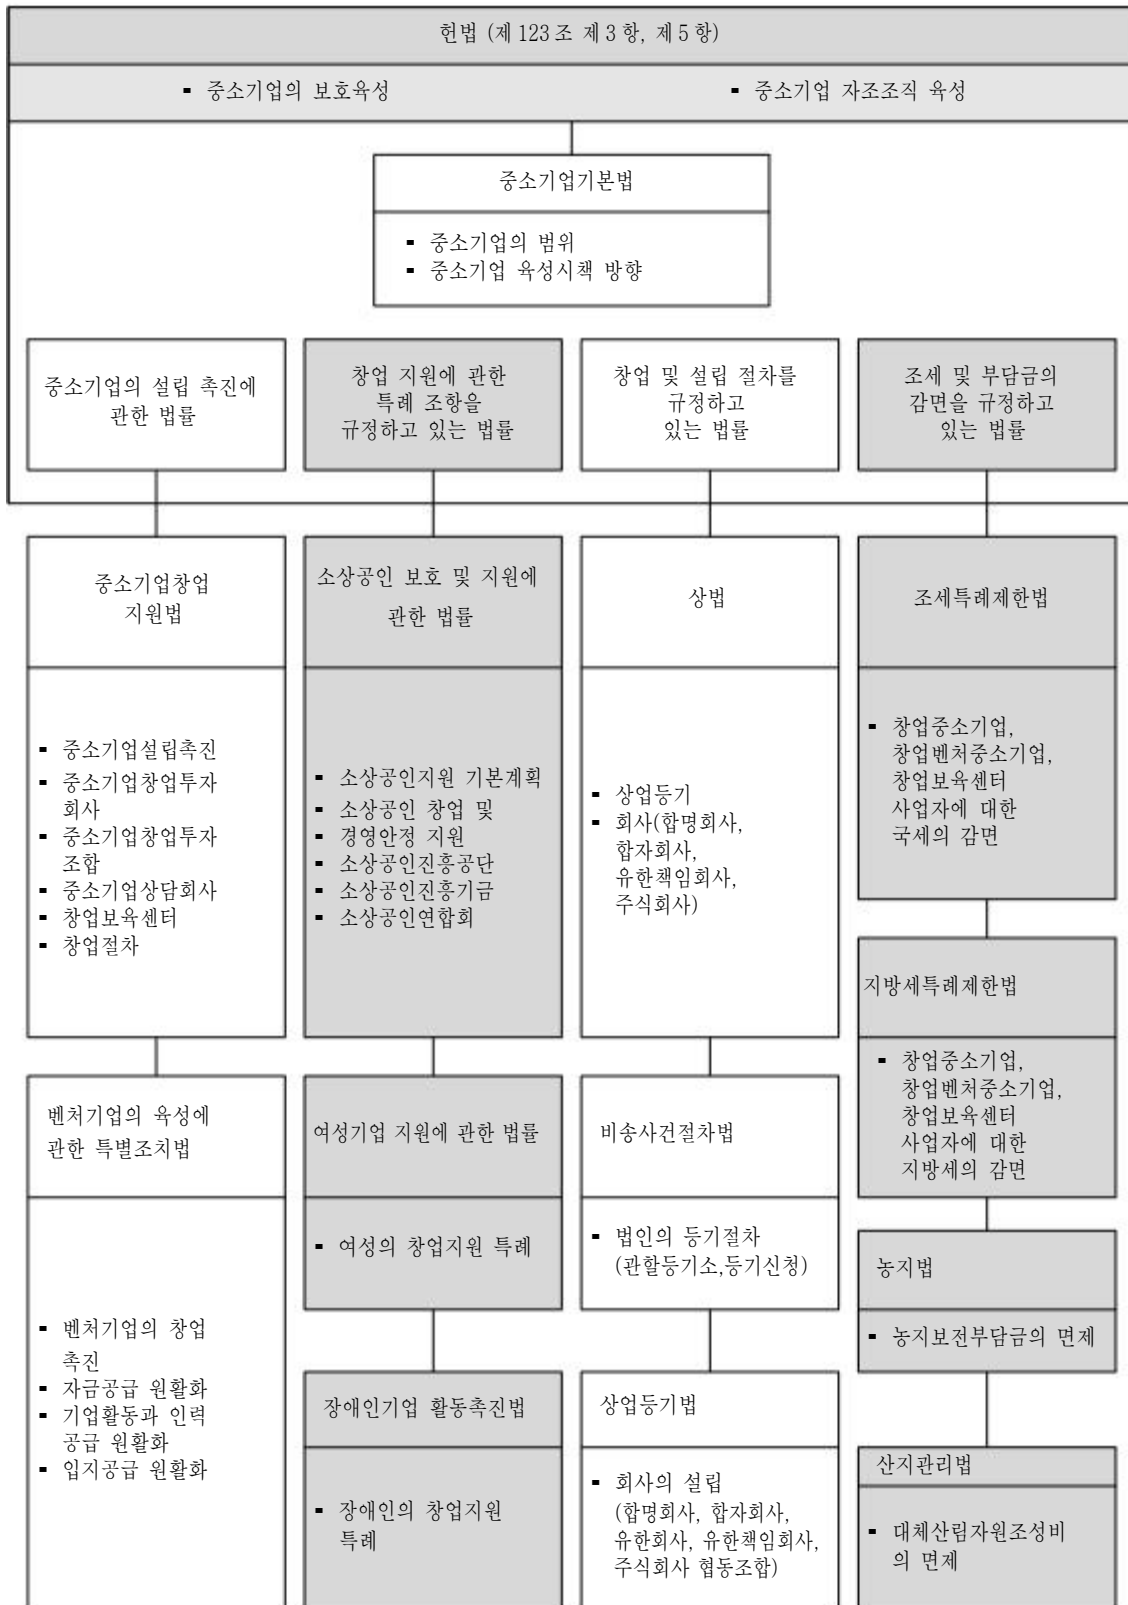 헌법 (제 123 조 제 3 항, 제 5 항)
▪ 중소기업의 보호육성
▪ 중소기업 자조조직 육성
중소기업기본법
▪ 중소기업의 범위
▪ 중소기업 육성시책 방향
중소기업의 설립 촉진에
관한 법률
창업 지원에 관한
특례 조항을
규정하고 있는 법률
창업 및 설립 절차를
규정하고
있는 법률
조세 및 부담금의
감면을 규정하고
있는 법률
중소기업창업
지원법
▪ 중소기업설립촉진
▪ 중소기업창업투자
회사
▪ 중소기업창업투자
조합
▪ 중소기업상담회사
▪ 창업보육센터
▪ 창업절차
벤처기업의 육성에
관한 특별조치법
▪ 벤처기업의 창업
촉진
▪ 자금공급 원활화
▪ 기업활동과 인력
공급 원활화
▪ 입지공급 원활화
소상공인 보호 및 지원에
관한 법률
▪ 소상공인지원 기본계획
▪ 소상공인 창업 및
▪ 경영안정 지원
▪ 소상공인진흥공단
▪ 소상공인진흥기금
▪ 소상공인연합회
여성기업 지원에 관한 법률
▪ 여성의 창업지원 특례
장애인기업 활동촉진법
▪ 장애인의 창업지원
특례
상법
▪ 상업등기
▪ 회사(합명회사,
합자회사,
유한책임회사,
주식회사)
비송사건절차법
▪ 법인의 등기절차
(관할등기소,등기신청)
상업등기법
▪ 회사의 설립
(합명회사, 합자회사,
유한회사, 유한책임회사,
주식회사 협동조합)
조세특례제한법
▪ 창업중소기업,
창업벤처중소기업,
창업보육센터
사업자에 대한
국세의 감면
지방세특례제한법
▪ 창업중소기업,
창업벤처중소기업,
창업보육센터
사업자에 대한
지방세의 감면
농지법
▪ 농지보전부담금의 면제
산지관리법
▪ 대체산림자원조성비
의 면제